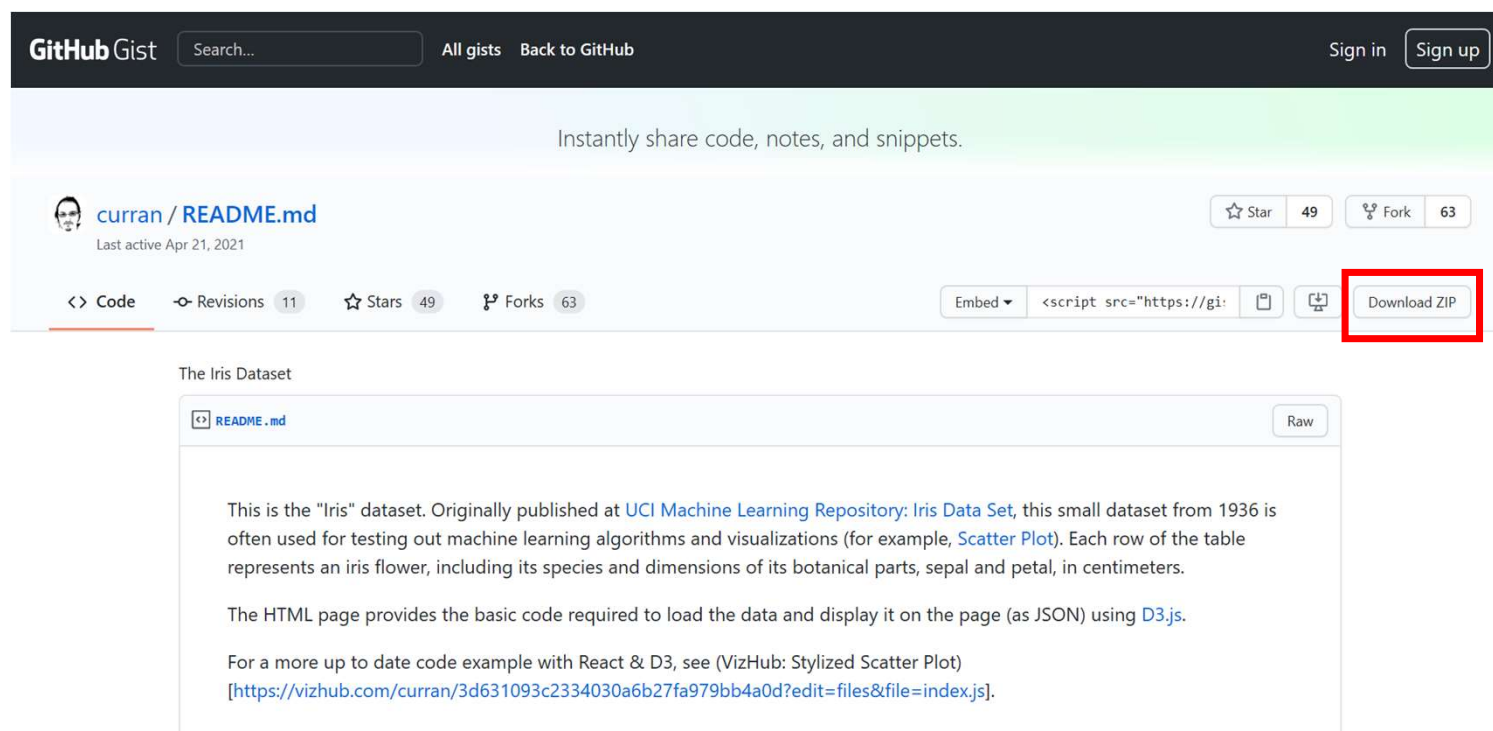 GitHub Gist Search... All gists Back to GitHub Sign in Sign up
Instantly share code, notes, and snippets.
curran / README.md Star 49 Fork 63
Last active Apr 21, 2021
<> Code Revisions 11 Stars 49 Forks 63 Embed <script src="https://gi Download ZIP
The Iris Dataset
README.md Raw
This is the "Iris" dataset. Originally published at UCI Machine Learning Repository: Iris Data Set, this small dataset from 1936 is
often used for testing out machine learning algorithms and visualizations (for example, Scatter Plot). Each row of the table
represents an iris flower, including its species and dimensions of its botanical parts, sepal and petal, in centimeters.
The HTML page provides the basic code required to load the data and display it on the page (as JSON) using D3.js.
For a more up to date code example with React & D3, see (VizHub: Stylized Scatter Plot)
[https://vizhub.com/curran/3d631093c2334030a6b27fa979bb4a0d?edit=files&file=index.js].